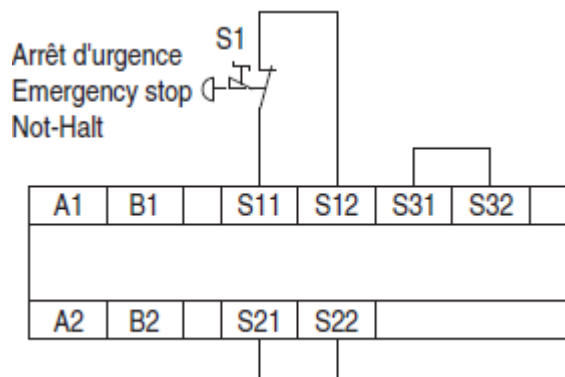 S1
Arrêt d'urgence
Emergency stop
Not-Halt
A1 B1 S11 S12 S31 S32
A2 B2 S21 S22